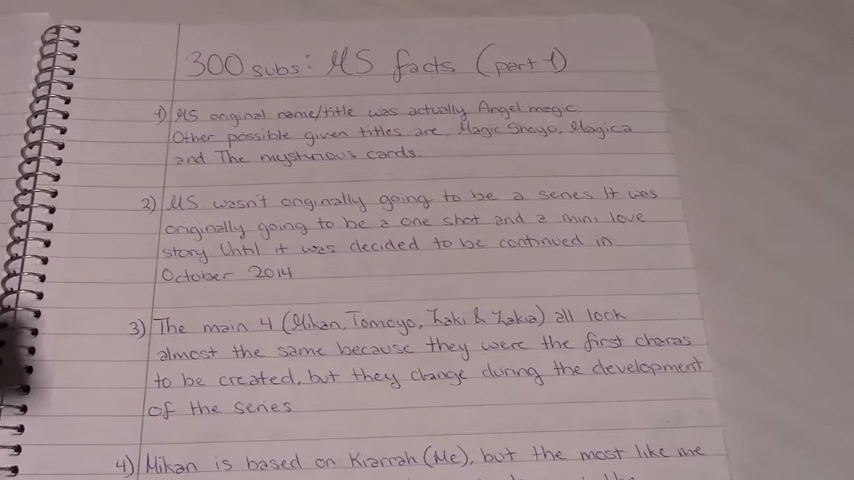 300 subs: MS facts (part 1)
1) MS original name/title was actually Angel magic.
Other possible given titles are Magic Shoyo, Magica
and The mysterious cards.
2) MS wasn't originally going to be a series It was
originally going to be a one shot and a mini love
story Until it was decided to be continued in
October 2014
3) The main 4 (Mikan, Tomoyo, Zaki & Zakia) all look
almost the same because they were the first charas
to be created, but they change during the development
of the series
4) Mikan is based on Kiarrah (Me), but the most like me